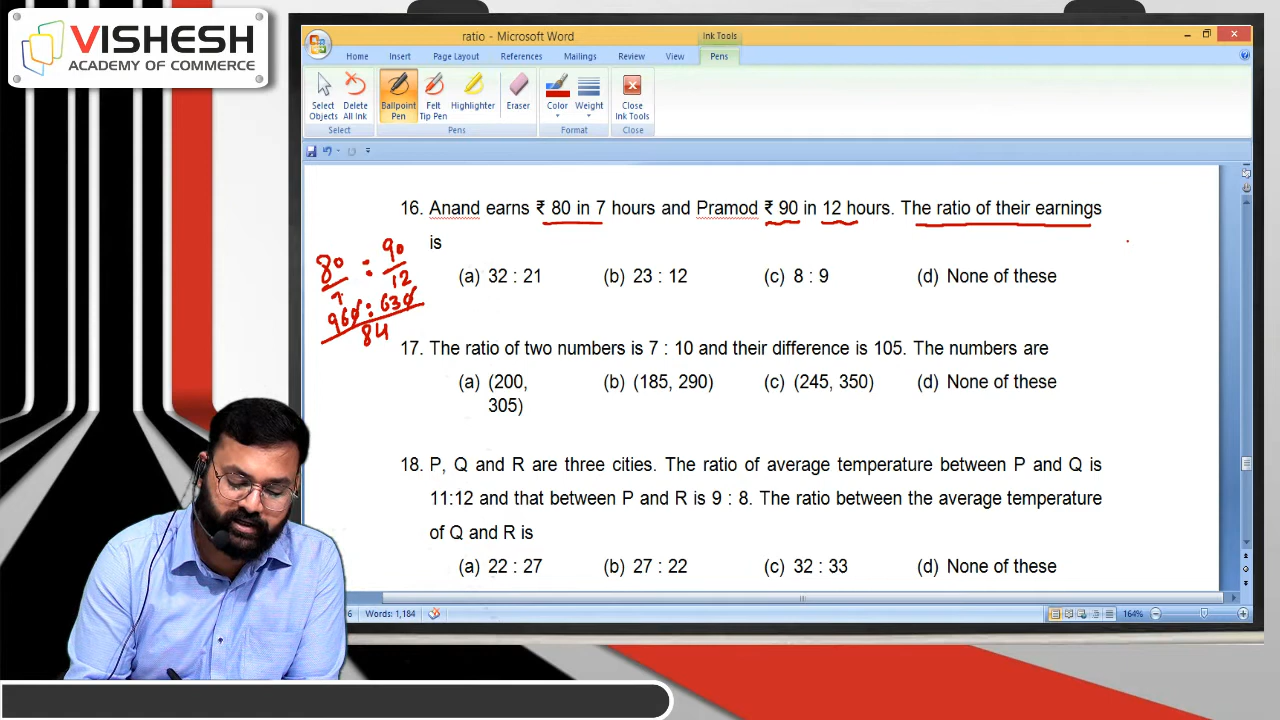 VISHESH
ACADEMY OF COMMERCE
ratio - Microsoft Word
Ink Tools
Home Insert Page Layout References Mailings Review View Pens
Select Objects
Delete All Ink
Ballpoint Pen
Felt Tip Pen
Highlighter
Eraser
Color
Weight
Close Ink Tools
Select Pens Format Close
16. Anand earns ₹ 80 in 7 hours and Pramod ₹ 90 in 12 hours. The ratio of their earnings
is
(a) 32 : 21 (b) 23 : 12 (c) 8 : 9 (d) None of these
80 : 90
7 12
960 : 630
84
17. The ratio of two numbers is 7 : 10 and their difference is 105. The numbers are
(a) (200, (b) (185, 290) (c) (245, 350) (d) None of these
305)
18. P, Q and R are three cities. The ratio of average temperature between P and Q is
11:12 and that between P and R is 9 : 8. The ratio between the average temperature
of Q and R is
(a) 22 : 27 (b) 27 : 22 (c) 32 : 33 (d) None of these
6 Words: 1,184 164%